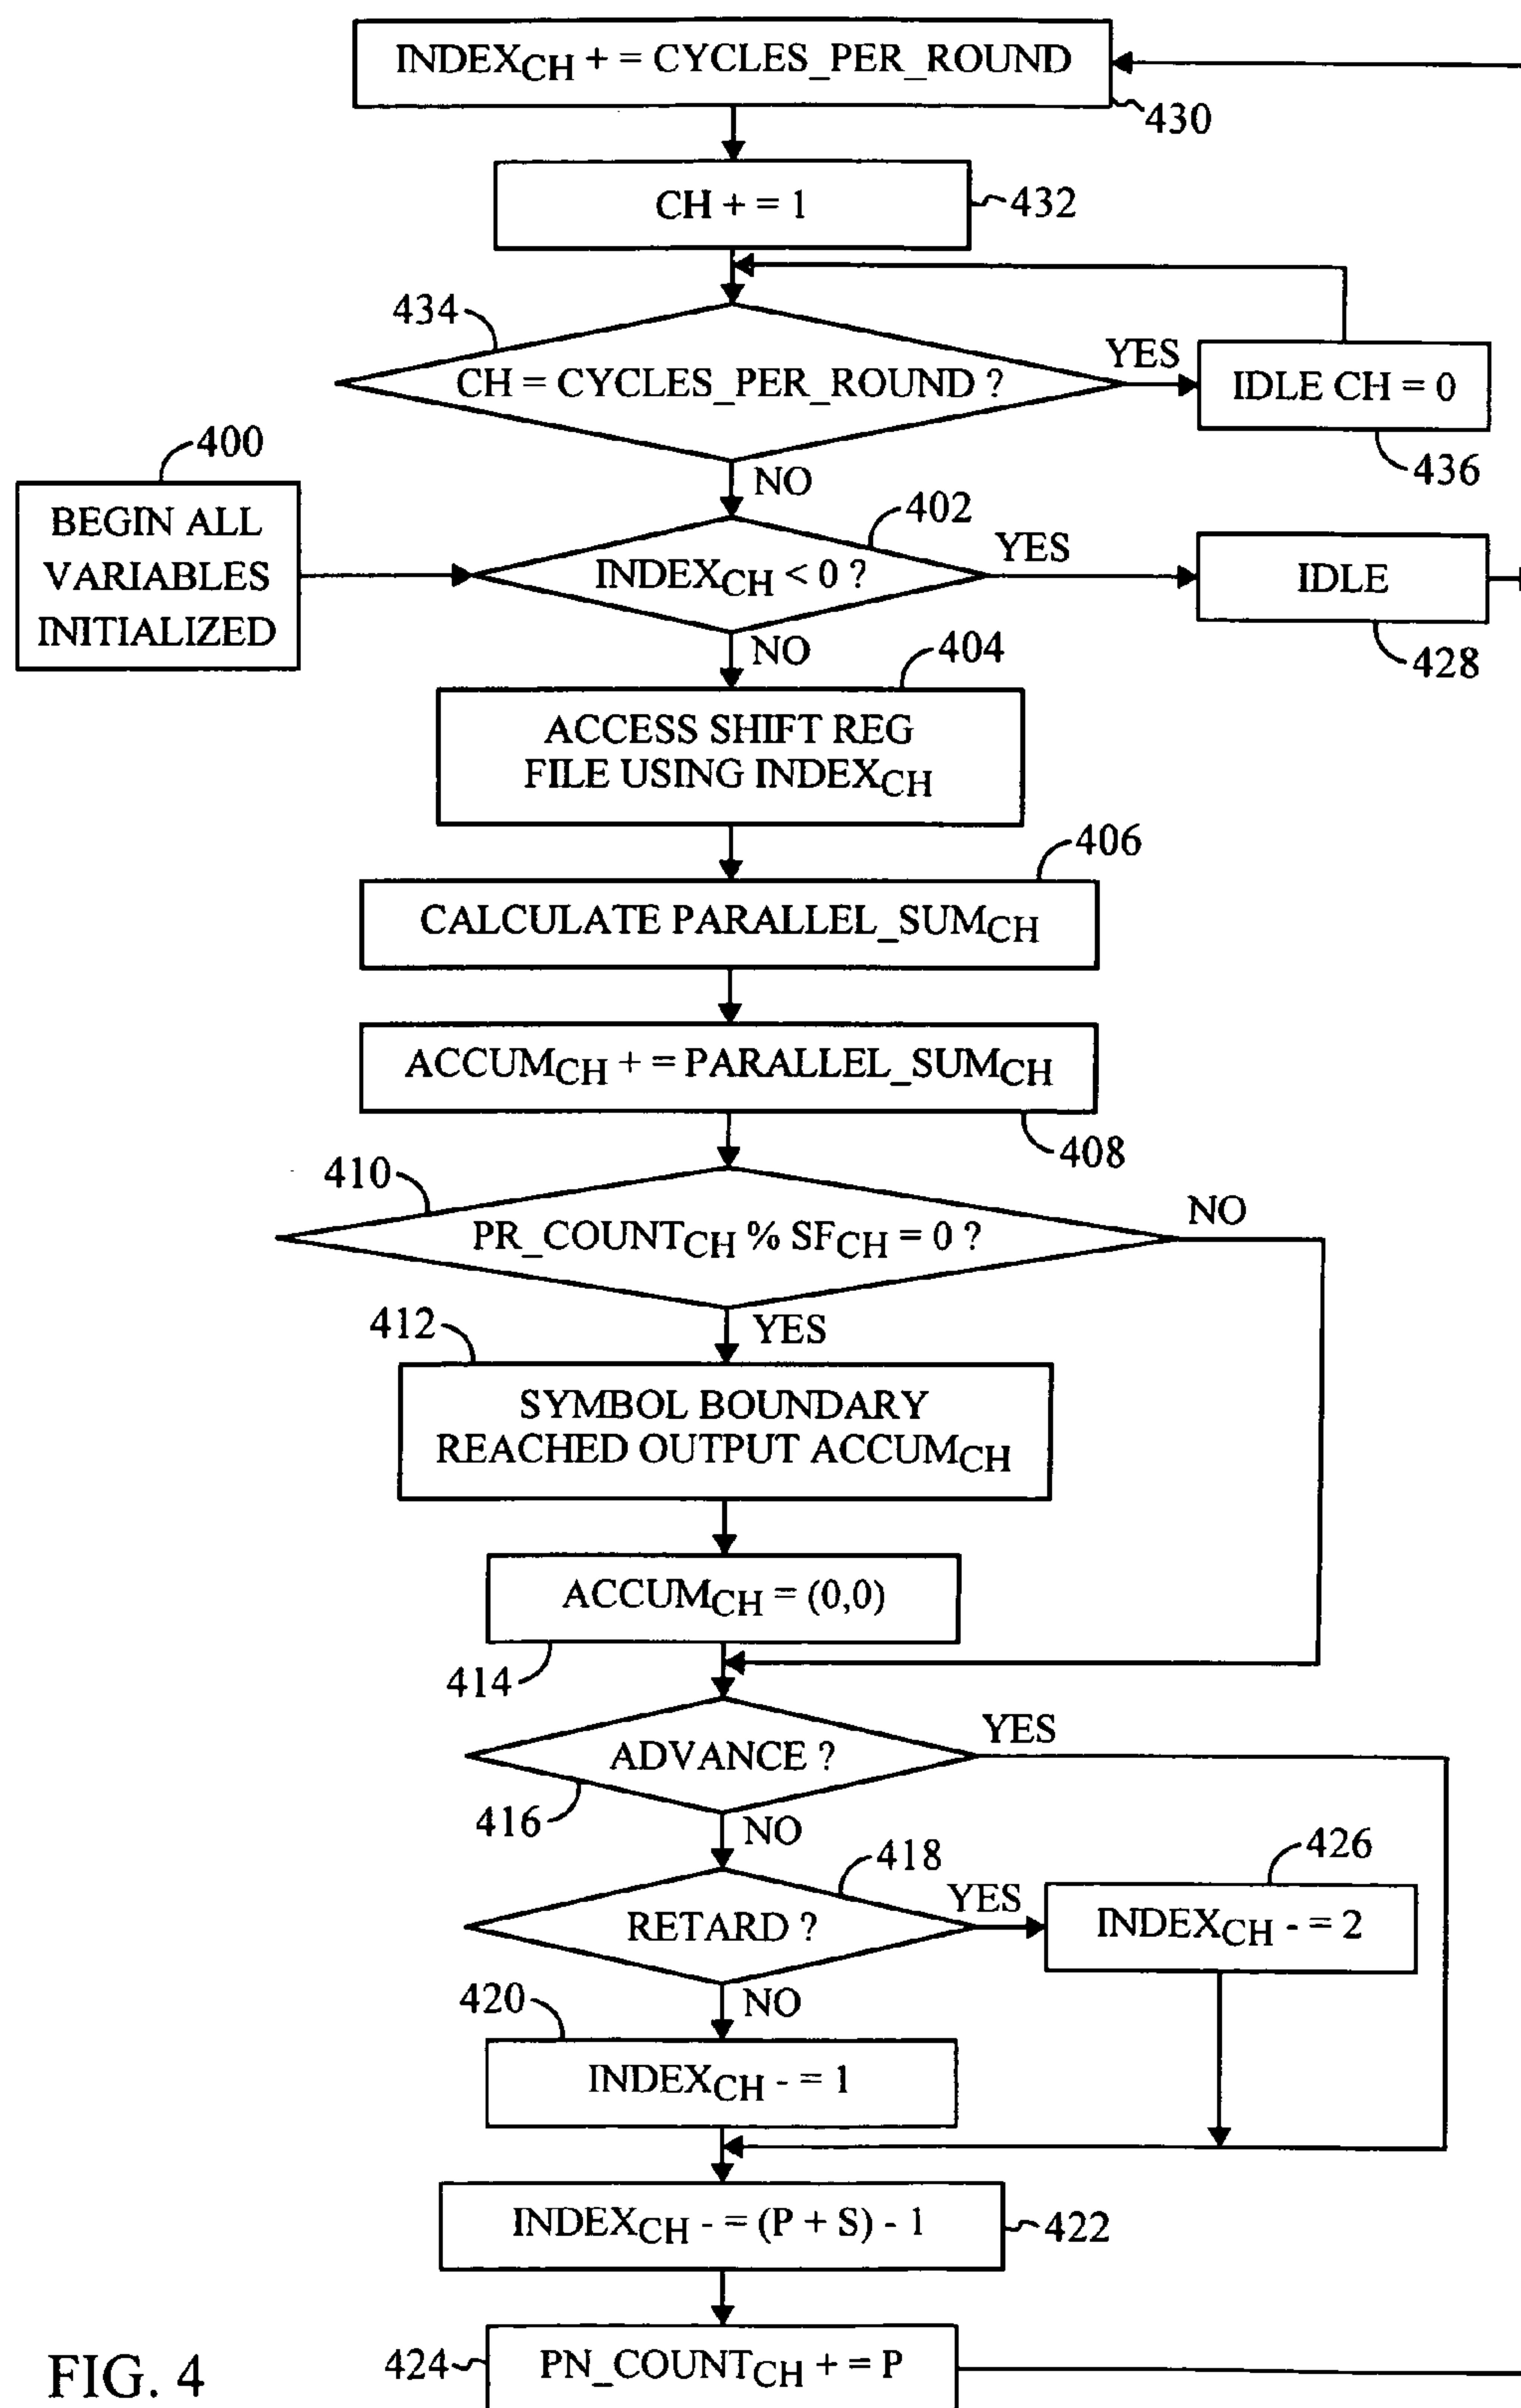 INDEXCH + = CYCLES_PER_ROUND
430
CH + = 1
432
434
CH = CYCLES_PER_ROUND ?
YES
IDLE CH = 0
436
NO
400
BEGIN ALL
VARIABLES
INITIALIZED
402
INDEXCH < 0 ?
YES
IDLE
428
NO
404
ACCESS SHIFT REG
FILE USING INDEXCH
406
CALCULATE PARALLEL_SUMCH
ACCUMCH + = PARALLEL_SUMCH
408
410
PR_COUNTCH % SFCH = 0 ?
NO
YES
412
SYMBOL BOUNDARY
REACHED OUTPUT ACCUMCH
ACCUMCH = (0,0)
414
ADVANCE ?
YES
416
NO
418
RETARD ?
YES
426
INDEXCH - = 2
NO
420
INDEXCH - = 1
INDEXCH - = (P + S) - 1
422
424
PN_COUNTCH + = P
FIG. 4